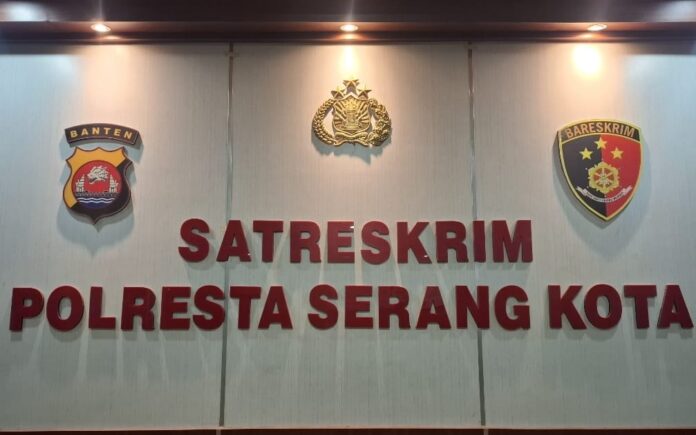 BANTEN
BARESKRIM
SATRESKRIM
POLRESTA SERANG KOTA